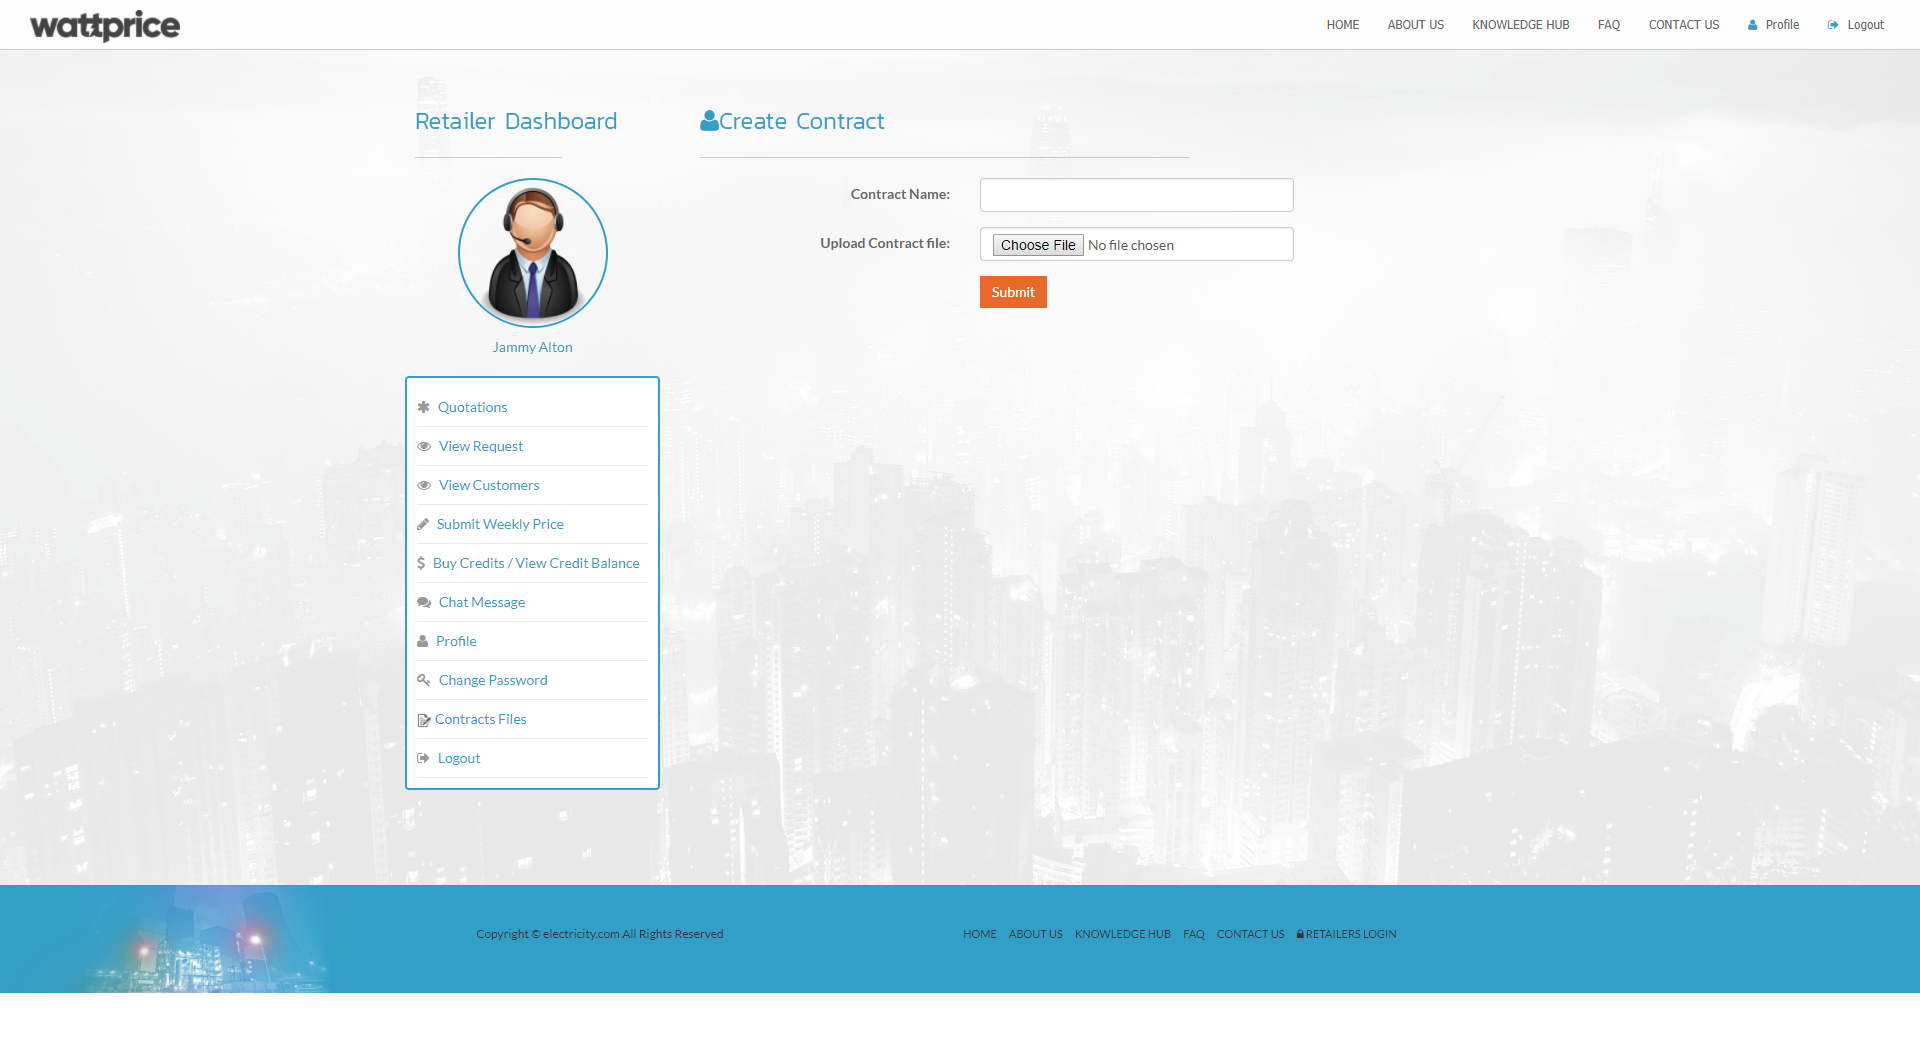 wattprice
HOME ABOUT US KNOWLEDGE HUB FAQ CONTACT US Profile Logout
Retailer Dashboard
Create Contract
Contract Name:
Upload Contract file: Choose File No file chosen
Submit
Jammy Alton
Quotations
View Request
View Customers
Submit Weekly Price
Buy Credits / View Credit Balance
Chat Message
Profile
Change Password
Contracts Files
Logout
Copyright © electricity.com All Rights Reserved
HOME ABOUT US KNOWLEDGE HUB FAQ CONTACT US RETAILERS LOGIN